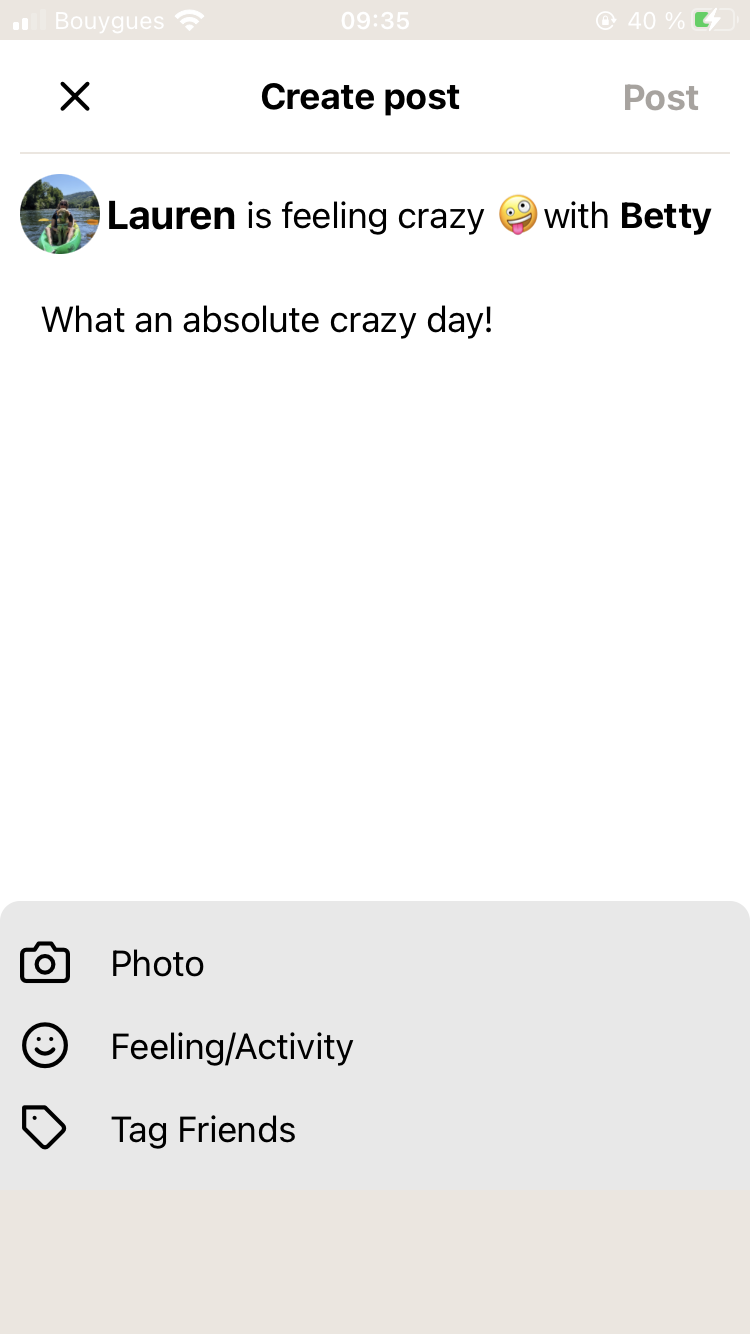 Bouygues 09:35 40 %
Create post Post
Lauren is feeling crazy 🤪 with Betty
What an absolute crazy day!
Photo
Feeling/Activity
Tag Friends